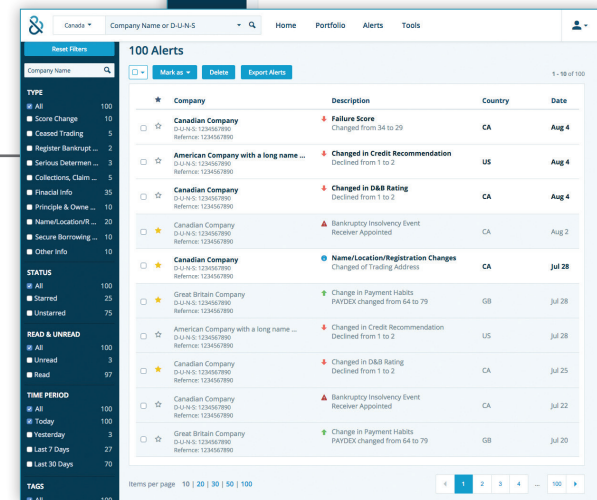 Canada
Company Name or D-U-N-S
Home
Portfolio
Alerts
Tools
Reset Filters
Company Name
TYPE
All 100
Score Change 10
Ceased Trading 5
Register Bankrupt ... 2
Serious Determen ... 3
Collections, Claim ... 5
Finacial Info 35
Principle & Owne ... 10
Name/Location/R ... 20
Secure Borrowing ... 10
Other Info 10
STATUS
All 100
Starred 25
Unstarred 75
READ & UNREAD
All 100
Unread 3
Read 97
TIME PERIOD
All 100
Today 100
Yesterday 3
Last 7 Days 27
Last 30 Days 70
TAGS
All 100
100 Alerts
Mark as
Delete
Export Alerts
1 - 10 of 100
Company Description Country Date
Canadian Company
D-U-N-S: 1234567890
Refernce: 1234567890
Failure Score
Changed from 34 to 29
CA
Aug 4
American Company with a long name ...
D-U-N-S: 1234567890
Refernce: 1234567890
Changed in Credit Recommendation
Declined from 1 to 2
US
Aug 4
Canadian Company
D-U-N-S: 1234567890
Refernce: 1234567890
Changed in D&B Rating
Declined from 1 to 2
CA
Aug 4
Canadian Company
D-U-N-S: 1234567890
Refernce: 1234567890
Bankruptcy Insolvency Event
Receiver Appointed
CA
Aug 2
Canadian Company
D-U-N-S: 1234567890
Refernce: 1234567890
Name/Location/Registration Changes
Changed of Trading Address
CA
Jul 28
Great Britain Company
D-U-N-S: 1234567890
Refernce: 1234567890
Change in Payment Habits
PAYDEX changed from 64 to 79
GB
Jul 28
American Company with a long name ...
D-U-N-S: 1234567890
Refernce: 1234567890
Changed in Credit Recommendation
Declined from 1 to 2
US
Jul 28
Canadian Company
D-U-N-S: 1234567890
Refernce: 1234567890
Changed in D&B Rating
Declined from 1 to 2
CA
Jul 25
Canadian Company
D-U-N-S: 1234567890
Refernce: 1234567890
Bankruptcy Insolvency Event
Receiver Appointed
CA
Jul 22
Great Britain Company
D-U-N-S: 1234567890
Refernce: 1234567890
Change in Payment Habits
PAYDEX changed from 64 to 79
GB
Jul 20
Items per page 10 | 20 | 30 | 50 | 100
1 2 3 4 ... 100